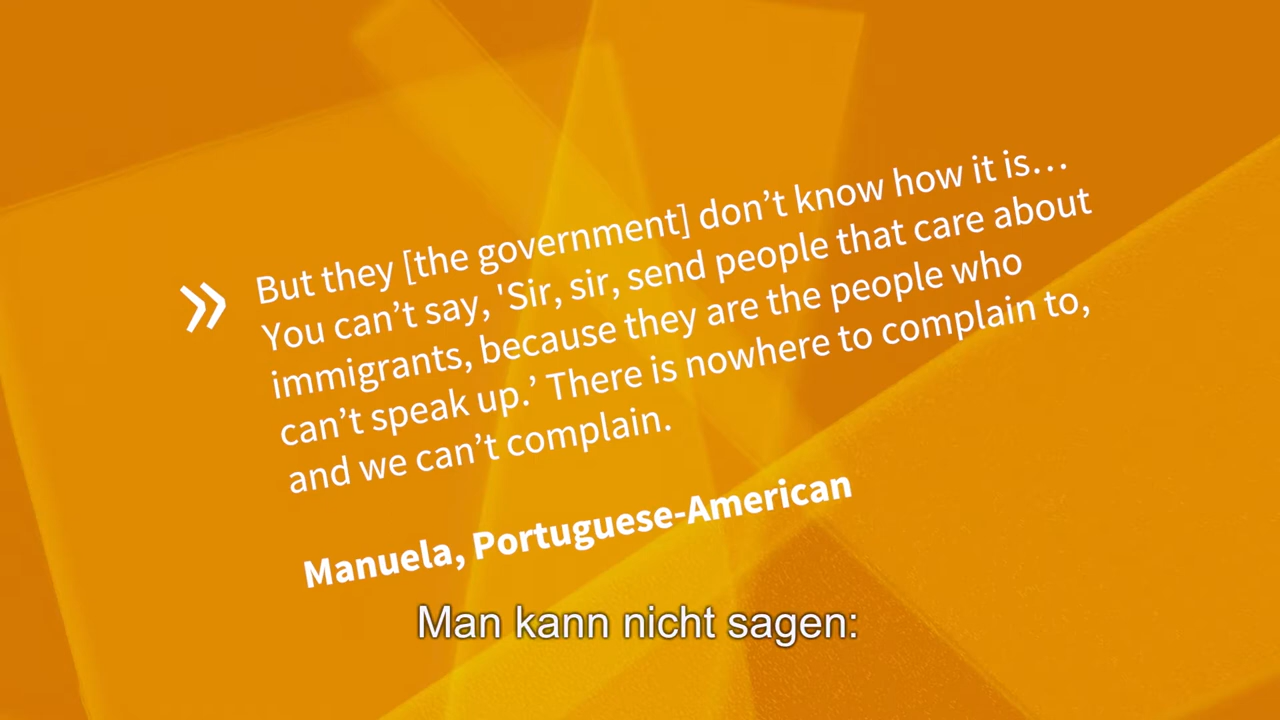 » But they [the government] don’t know how it is…
You can’t say, 'Sir, sir, send people that care about
immigrants, because they are the people who
can’t speak up.’ There is nowhere to complain to,
and we can’t complain.
Manuela, Portuguese-American
Man kann nicht sagen: